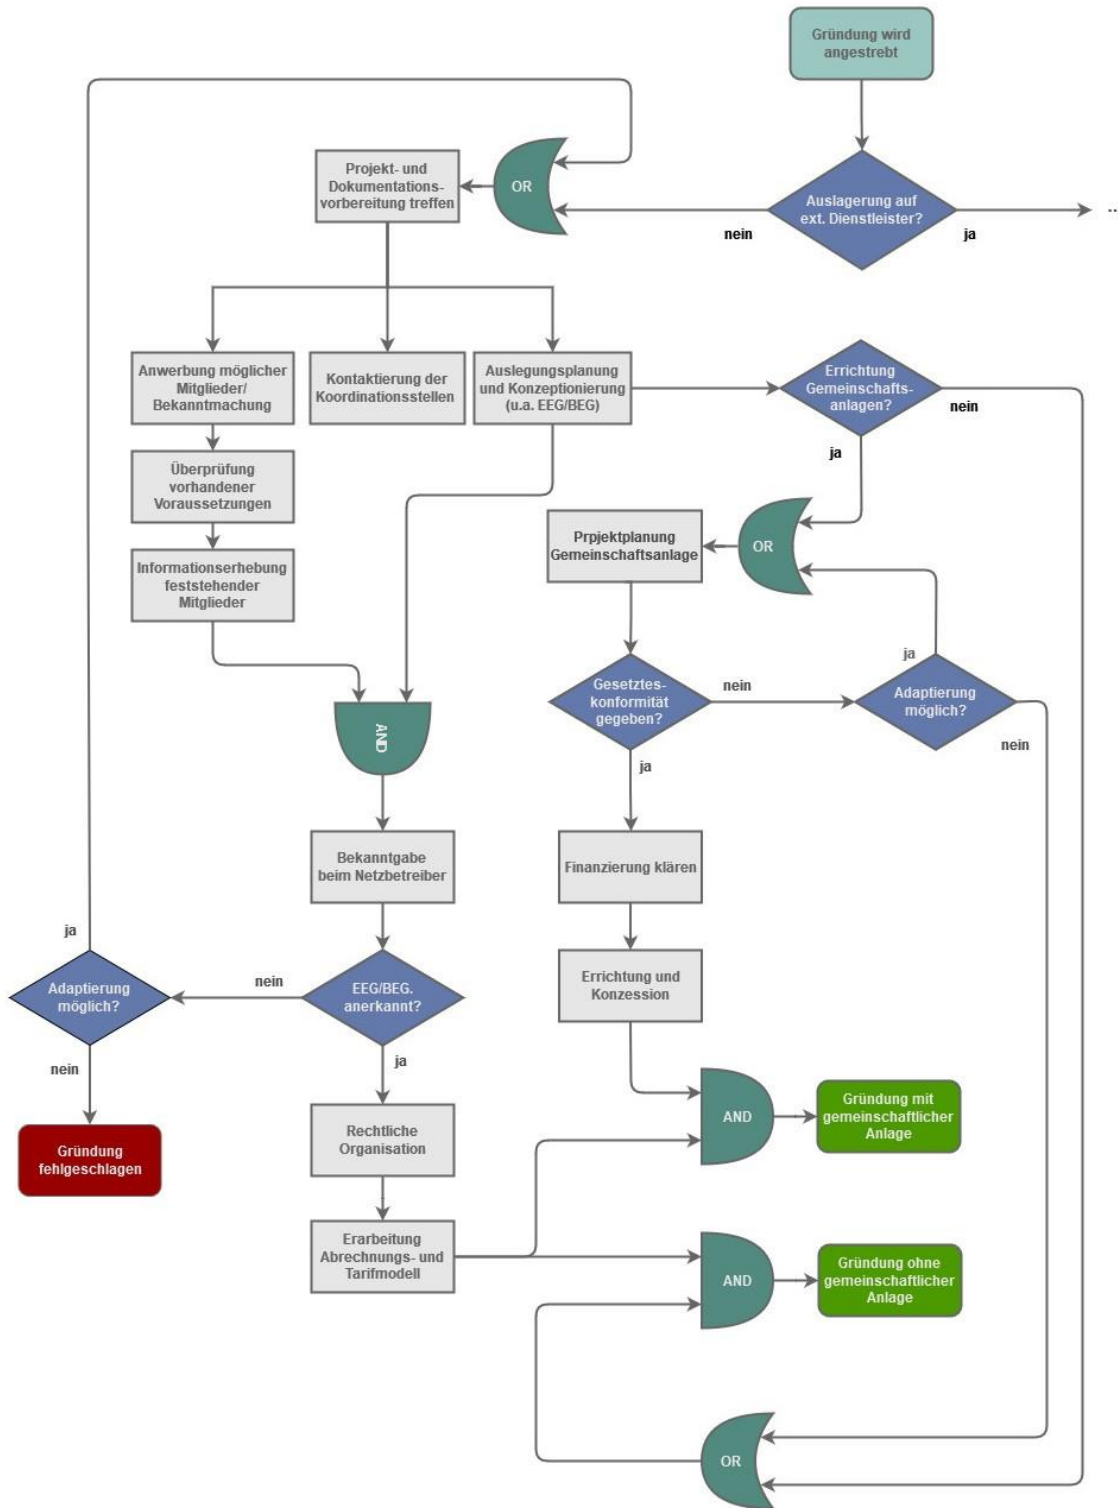 Gründung wird
angestrebt
OR
Projekt- und
Dokumentations-
vorbereitung treffen
Auslagerung auf
ext. Dienstleister?
nein
ja
...
Anwerbung möglicher
Mitglieder/
Bekanntmachung
Kontaktierung der
Koordinationsstellen
Auslegungsplanung
und Konzeptionierung
(u.a. EEG/BEG)
Errichtung
Gemeinschafts-
anlagen?
nein
ja
Überprüfung
vorhandener
Voraussetzungen
Prpjektplanung
Gemeinschaftsanlage
OR
Informationserhebung
feststehender
Mitglieder
ja
Gesetztes-
konformität
gegeben?
nein
Adaptierung
möglich?
nein
AND
ja
Bekanntgabe
beim Netzbetreiber
Finanzierung klären
ja
Adaptierung
möglich?
nein
EEG/BEG.
anerkannt?
Errichtung und
Konzession
nein
ja
Gründung
fehlgeschlagen
Rechtliche
Organisation
AND
Gründung mit
gemeinschaftlicher
Anlage
Erarbeitung
Abrechnungs- und
Tarifmodell
AND
Gründung ohne
gemeinschaftlicher
Anlage
OR